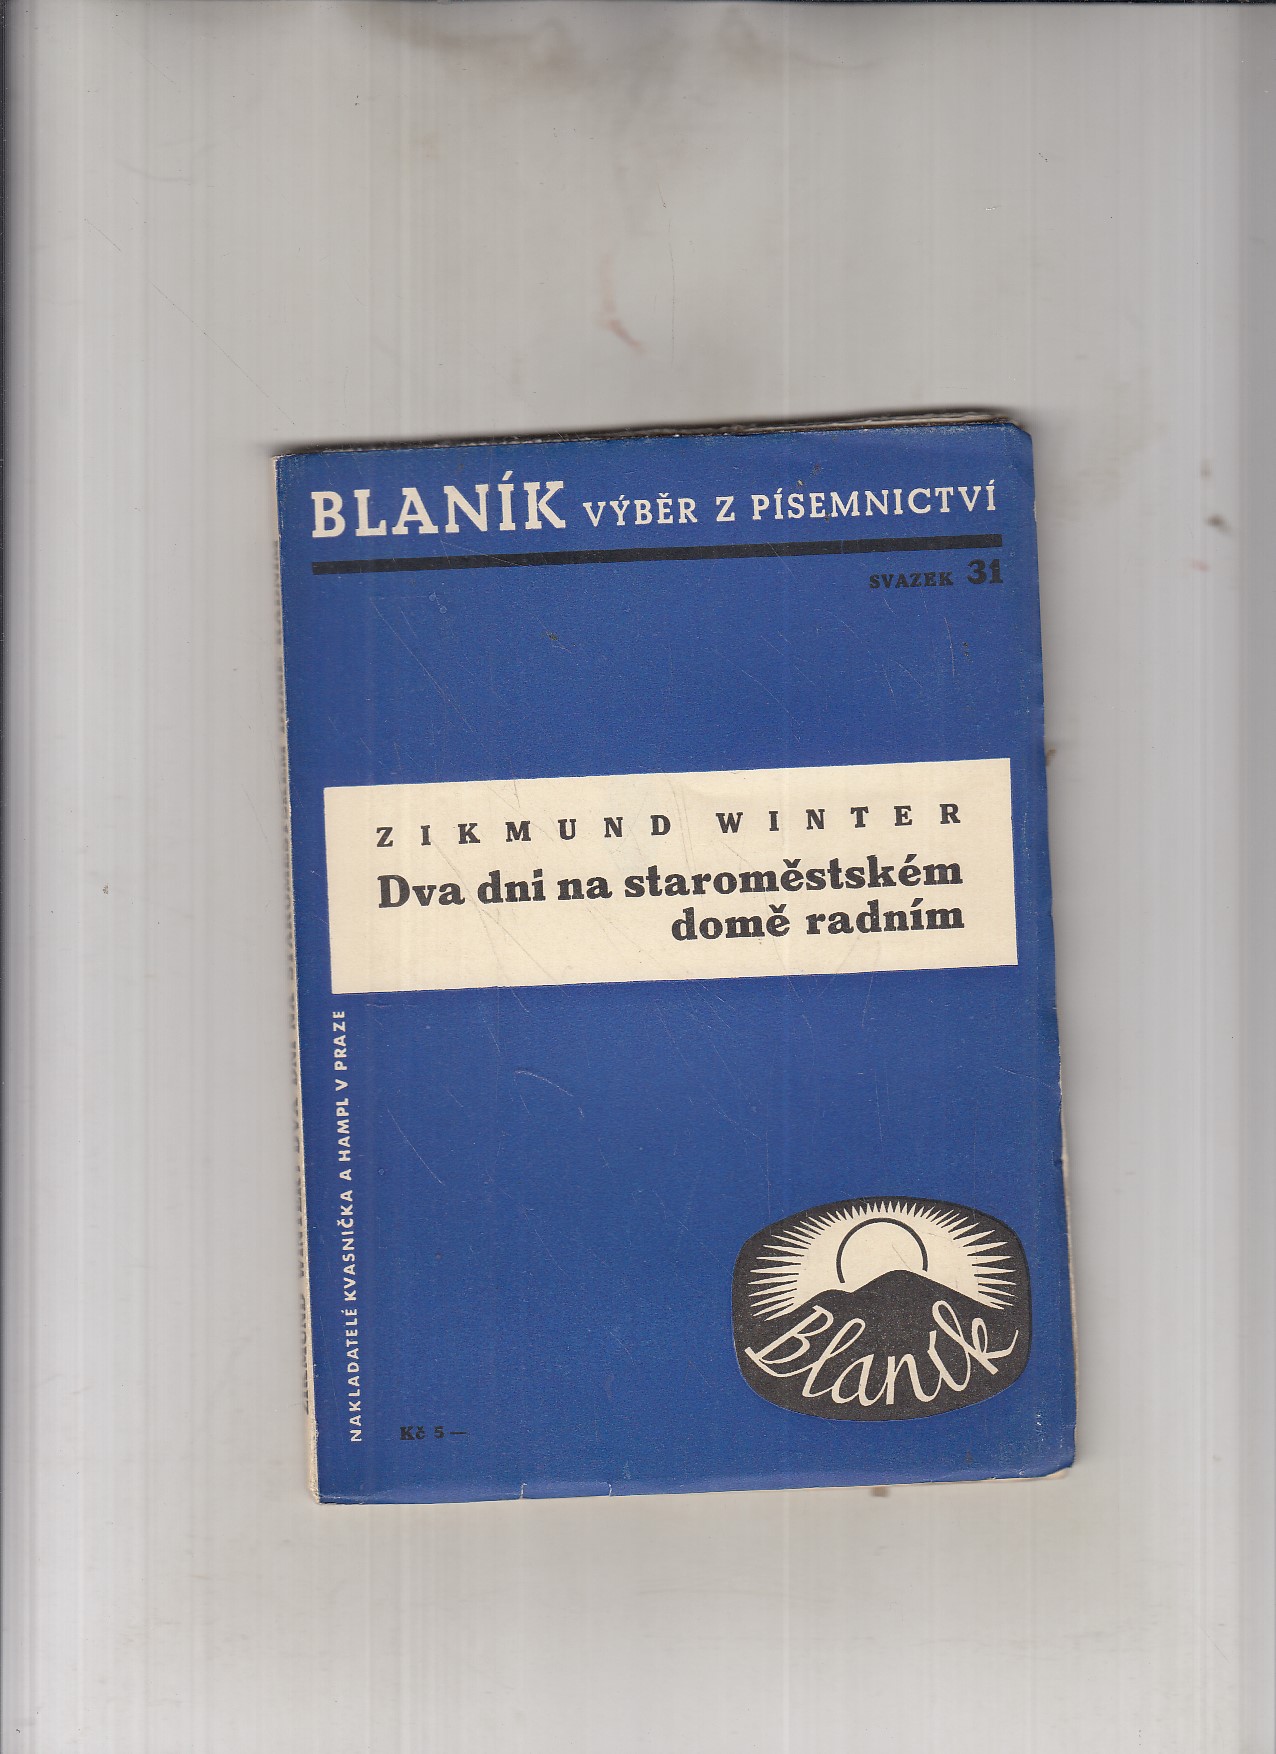 BLANÍK VÝBĚR Z PÍSEMNICTVÍ
SVAZEK 31
ZIKMUND WINTER
Dva dni na staroměstském
domě radním
NAKLADATELÉ KVASNIČKA A HAMPL V PRAZE
Blaník
Kč 5 —